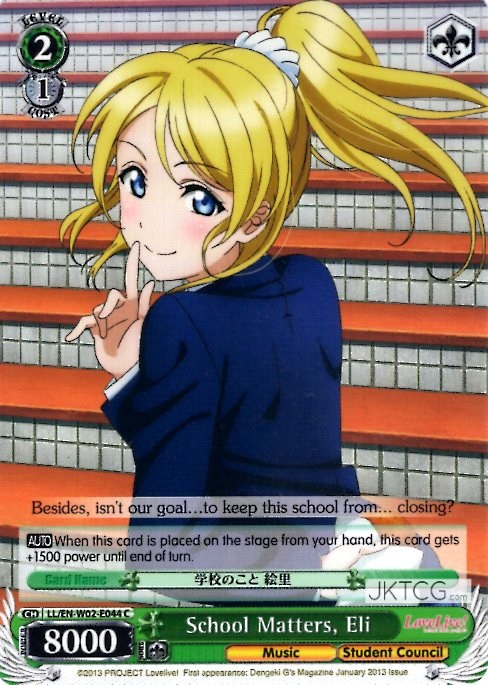 LEVEL
2
1
COST
Besides, isn't our goal...to keep this school from... closing?
AUTO When this card is placed on the stage from your hand, this card gets
+1500 power until end of turn.
Card Name
学校のこと 絵里
JKTCG.com
CH LL/EN-W02-E044 C
POWER
8000
SOUL
School Matters, Eli
LoveLive!
Music
Student Council
©2013 PROJECT Lovelive! First appearance: Dengeki G's Magazine January 2013 issue